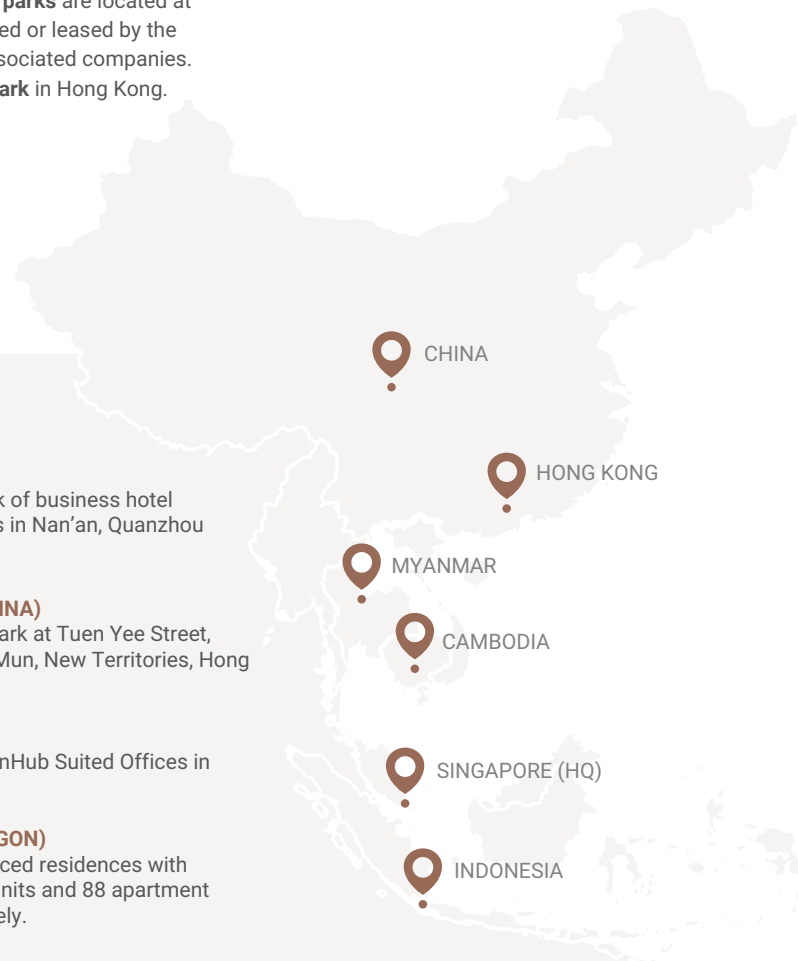 parks are located at
ed or leased by the
sociated companies.
ark in Hong Kong.
CHINA
HONG KONG
k of business hotel
s in Nan’an, Quanzhou
MYANMAR
INA)
ark at Tuen Yee Street,
Mun, New Territories, Hong
CAMBODIA
nHub Suited Offices in
SINGAPORE (HQ)
GON)
ced residences with
nits and 88 apartment
ely.
INDONESIA